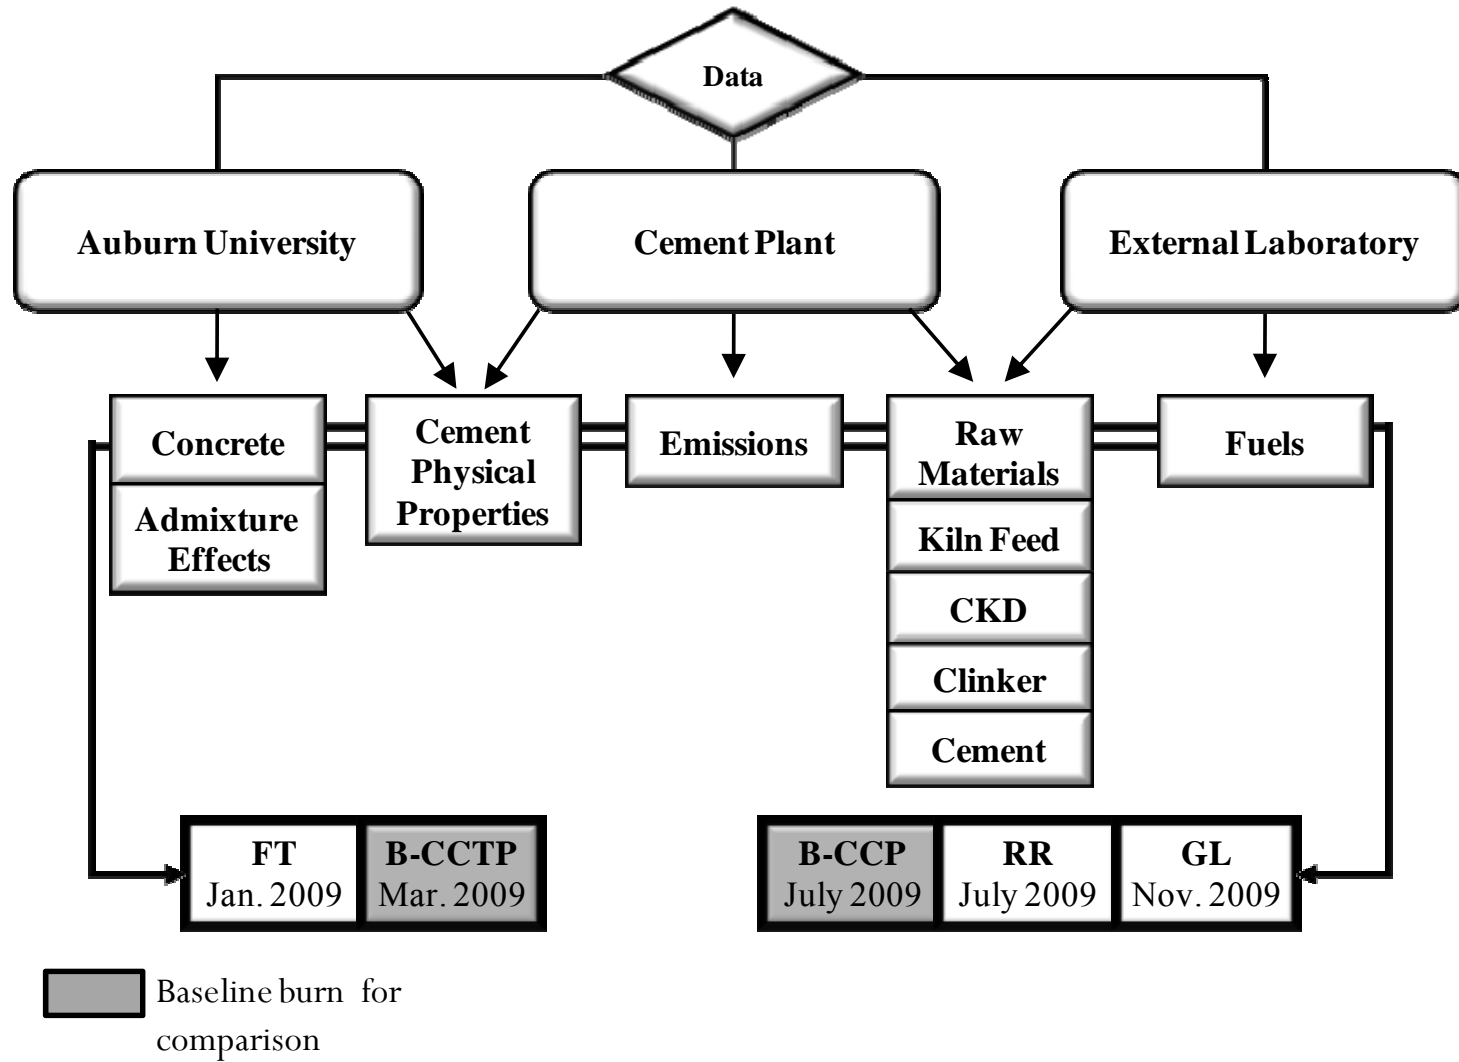 Data
Auburn University
Cement Plant
External Laboratory
Concrete
Admixture
Effects
Cement
Physical
Properties
Emissions
Raw
Materials
Kiln Feed
CKD
Clinker
Cement
Fuels
FT
Jan. 2009
B-CCTP
Mar. 2009
B-CCP
July 2009
RR
July 2009
GL
Nov. 2009
Baseline burn for
comparison